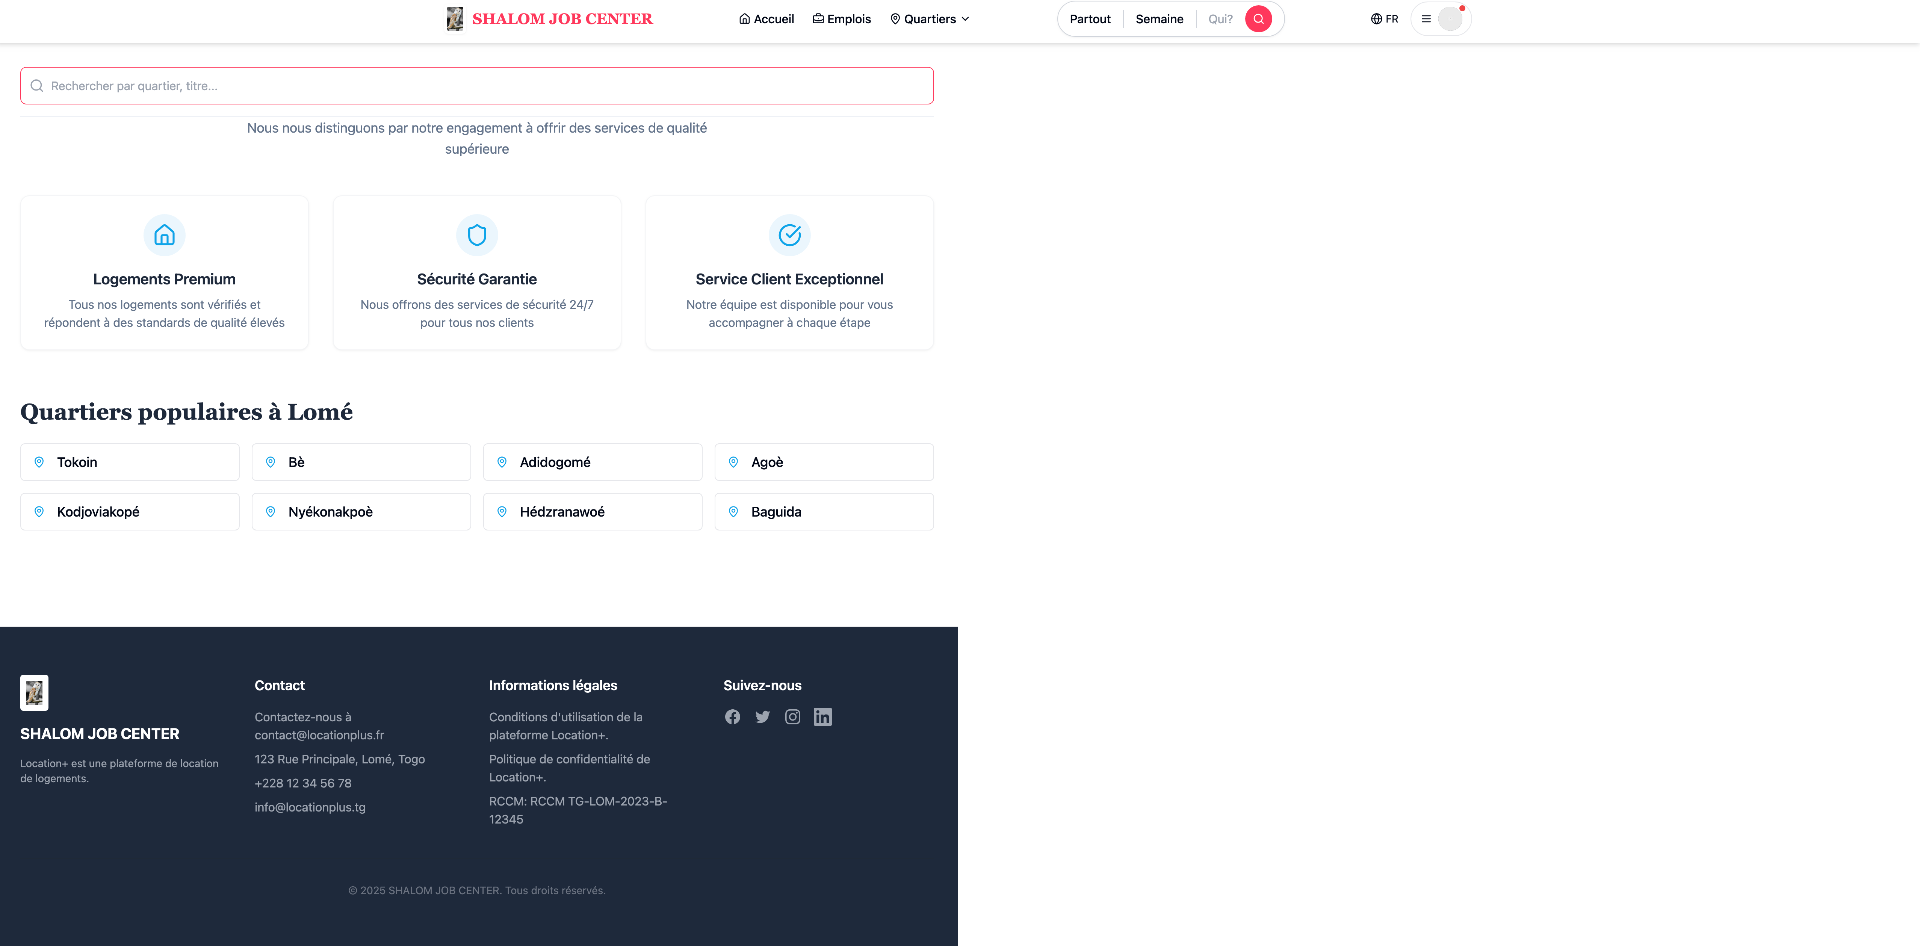 SHALOM JOB CENTER
Accueil
Emplois
Quartiers
Partout
Semaine
Qui?
FR
Rechercher par quartier, titre...
Nous nous distinguons par notre engagement à offrir des services de qualité
supérieure
Logements Premium
Tous nos logements sont vérifiés et
répondent à des standards de qualité élevés
Sécurité Garantie
Nous offrons des services de sécurité 24/7
pour tous nos clients
Service Client Exceptionnel
Notre équipe est disponible pour vous
accompagner à chaque étape
Quartiers populaires à Lomé
Tokoin
Bè
Adidogomé
Agoè
Kodjoviakopé
Nyékonakpoè
Hédzranawoé
Baguida
SHALOM JOB CENTER
Location+ est une plateforme de location
de logements.
Contact
Contactez-nous à
contact@locationplus.fr
123 Rue Principale, Lomé, Togo
+228 12 34 56 78
info@locationplus.tg
Informations légales
Conditions d'utilisation de la
plateforme Location+.
Politique de confidentialité de
Location+.
RCCM: RCCM TG-LOM-2023-B-
12345
Suivez-nous
© 2025 SHALOM JOB CENTER. Tous droits réservés.